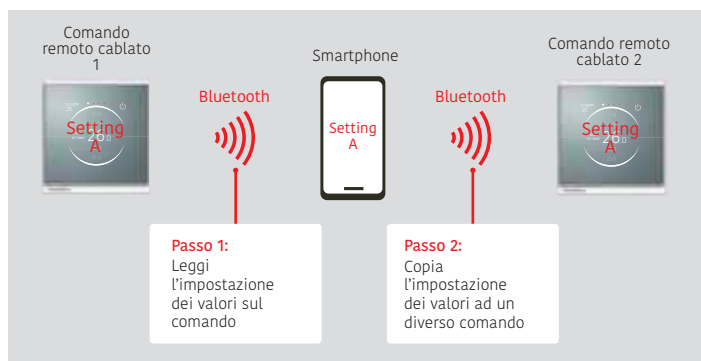 Comando
remoto cablato
1
Smartphone
Comando remoto
cablato 2
Bluetooth
Bluetooth
Setting
A
Setting
A
Setting
A
Passo 1:
Leggi
l'impostazione
dei valori sul
comando
Passo 2:
Copia
l'impostazione
dei valori ad un
diverso comando